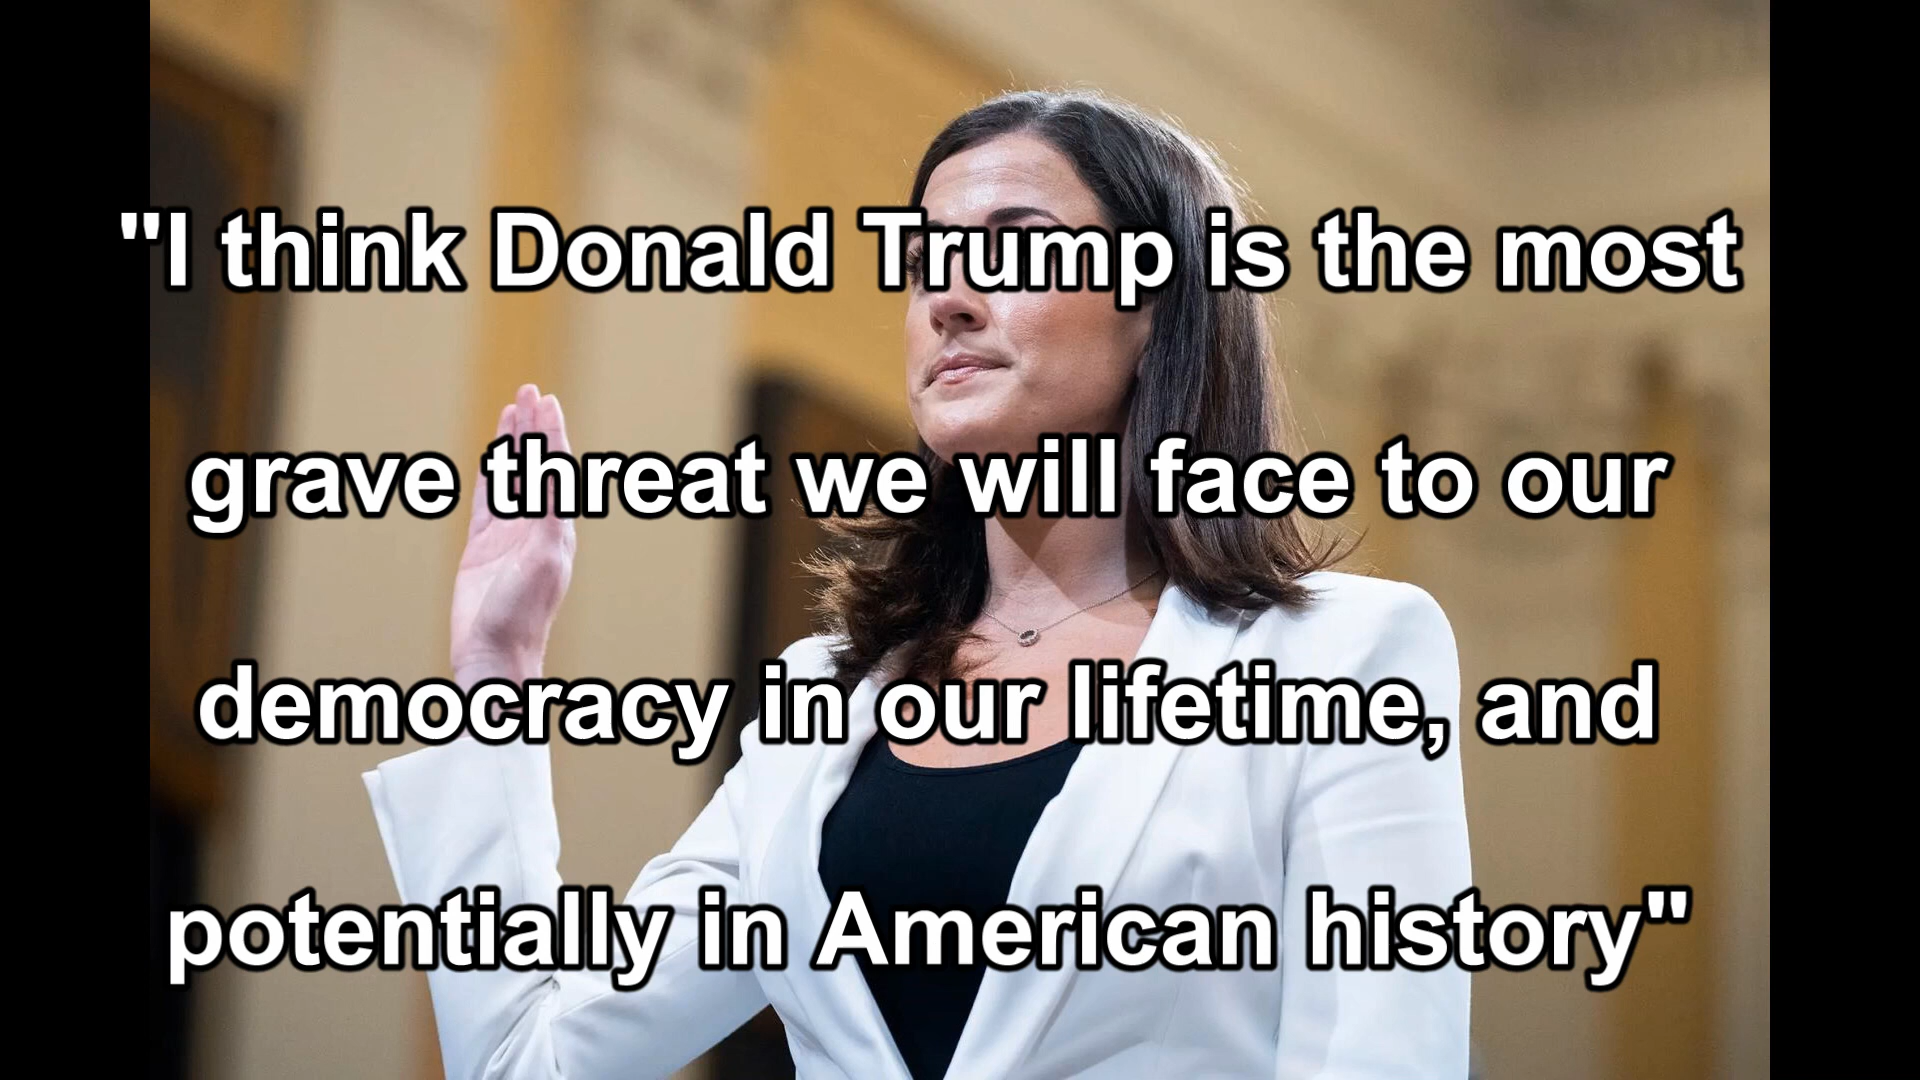 "I think Donald Trump is the most
grave threat we will face to our
democracy in our lifetime, and
potentially in American history"